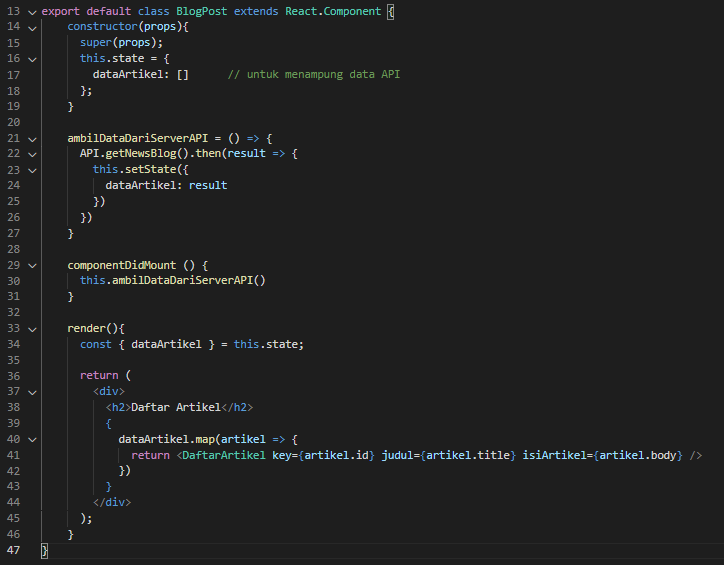 13 export default class BlogPost extends React.Component {
14     constructor(props){
15       super(props);
16       this.state = {
17         dataArtikel: []      // untuk menampung data API
18       };
19     }
20
21     ambilDataDariServerAPI = () => {
22       API.getNewsBlog().then(result => {
23         this.setState({
24           dataArtikel: result
25         })
26       })
27     }
28
29     componentDidMount () {
30       this.ambilDataDariServerAPI()
31     }
32
33     render(){
34       const { dataArtikel } = this.state;
35
36       return (
37         <div>
38           <h2>Daftar Artikel</h2>
39           {
40             dataArtikel.map(artikel => {
41               return <DaftarArtikel key={artikel.id} judul={artikel.title} isiArtikel={artikel.body} />
42             })
43           }
44         </div>
45       );
46     }
47 }